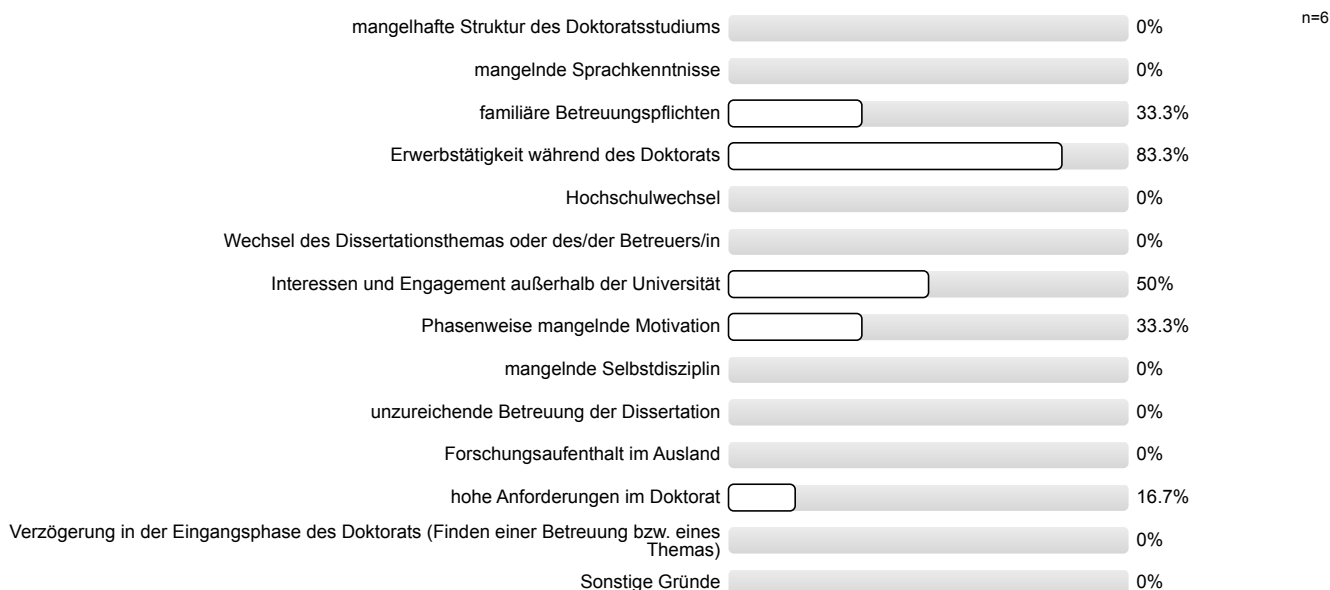 n=6
mangelhafte Struktur des Doktoratsstudiums 0%
mangelnde Sprachkenntnisse 0%
familiäre Betreuungspflichten 33.3%
Erwerbstätigkeit während des Doktorats 83.3%
Hochschulwechsel 0%
Wechsel des Dissertationsthemas oder des/der Betreuers/in 0%
Interessen und Engagement außerhalb der Universität 50%
Phasenweise mangelnde Motivation 33.3%
mangelnde Selbstdisziplin 0%
unzureichende Betreuung der Dissertation 0%
Forschungsaufenthalt im Ausland 0%
hohe Anforderungen im Doktorat 16.7%
Verzögerung in der Eingangsphase des Doktorats (Finden einer Betreuung bzw. eines
Themas) 0%
Sonstige Gründe 0%